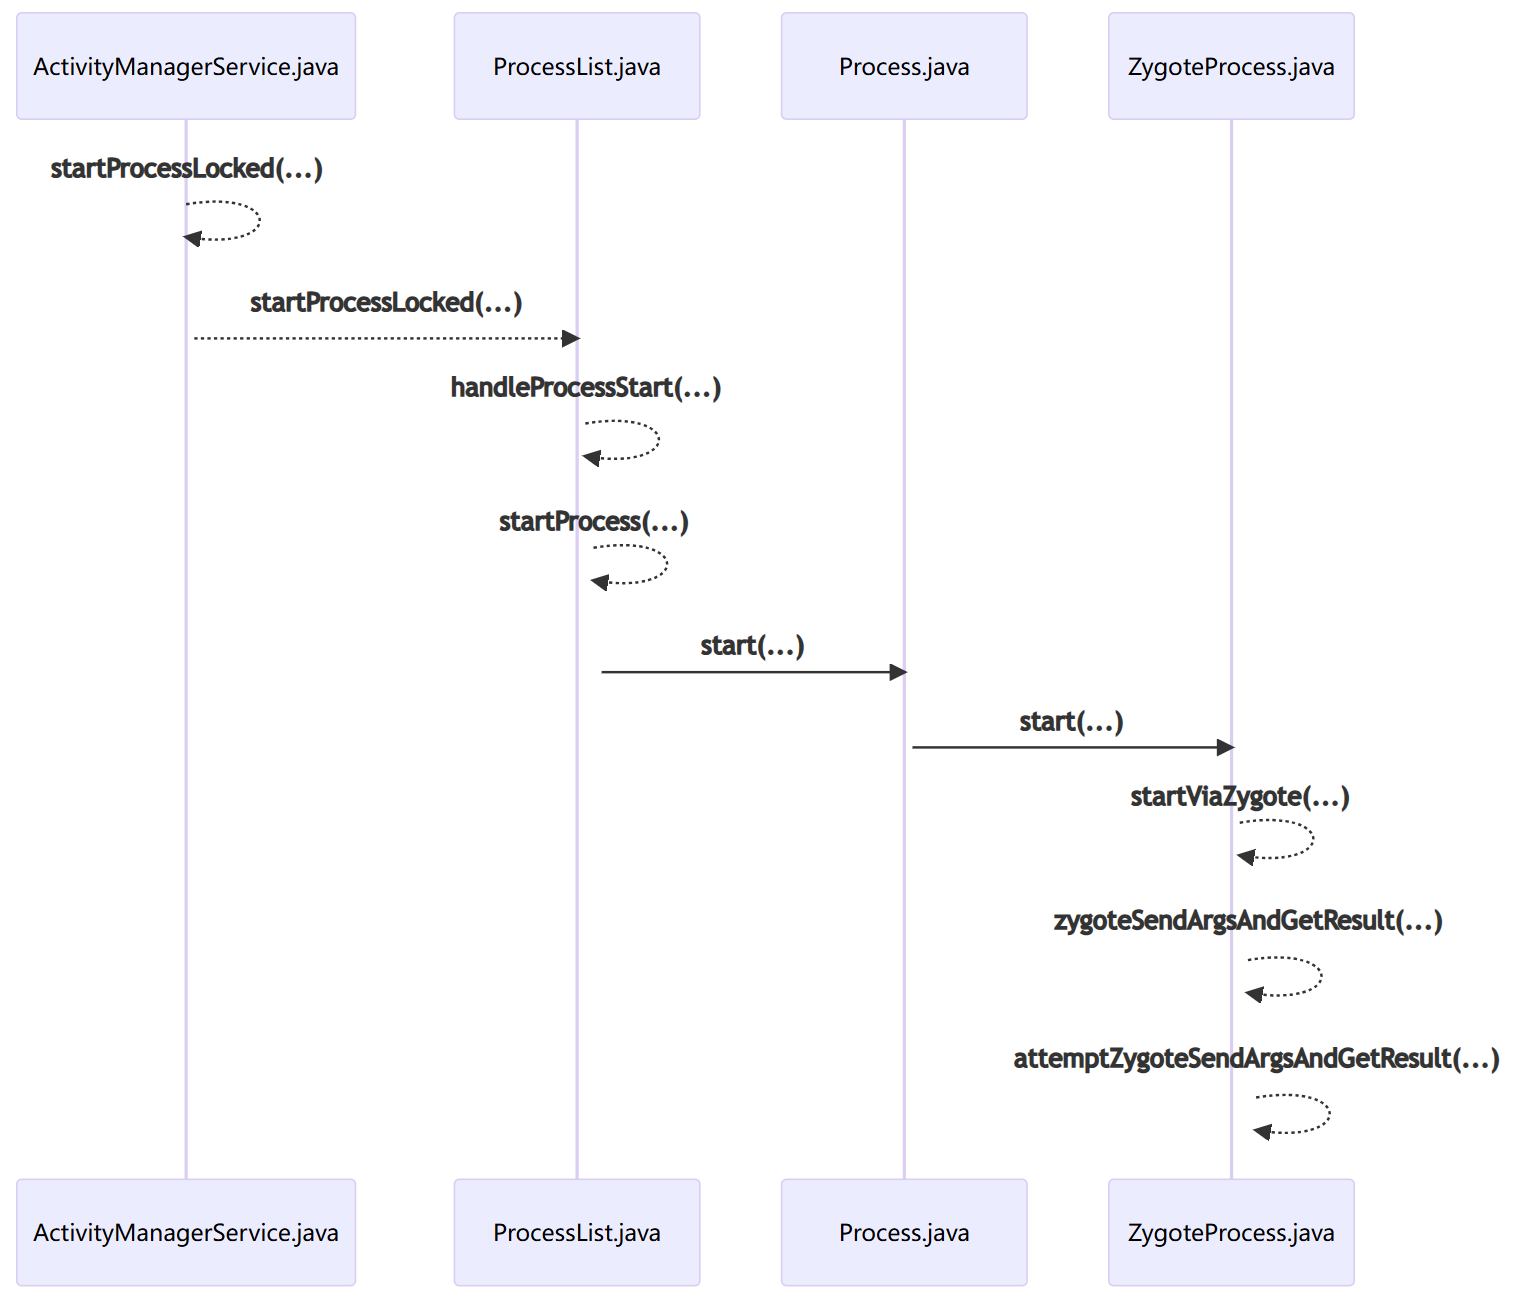 ActivityManagerService.java
ProcessList.java
Process.java
ZygoteProcess.java
startProcessLocked(...)
startProcessLocked(...)
handleProcessStart(...)
startProcess(...)
start(...)
start(...)
startViaZygote(...)
zygoteSendArgsAndGetResult(...)
attemptZygoteSendArgsAndGetResult(...)
ActivityManagerService.java
ProcessList.java
Process.java
ZygoteProcess.java